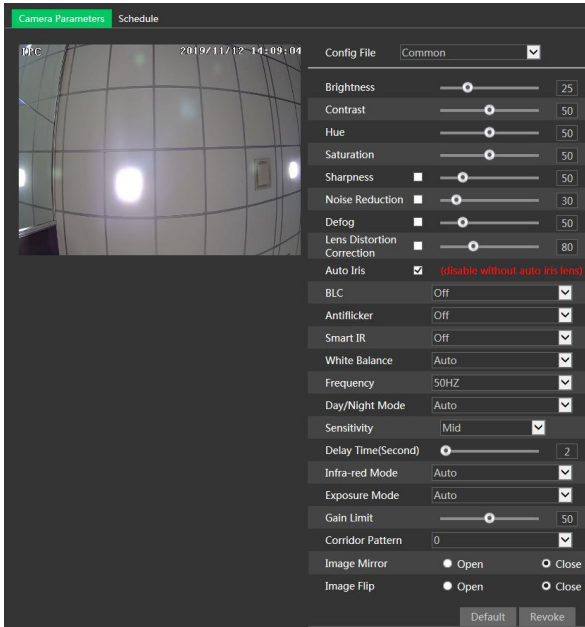 Camera Parameters Schedule
IPC 2019/11/12 14:09:04
Config File Common
Brightness 25
Contrast 50
Hue 50
Saturation 50
Sharpness 50
Noise Reduction 30
Defog 50
Lens Distortion
Correction 80
Auto Iris (disable without auto iris lens)
BLC Off
Antiflicker Off
Smart IR Off
White Balance Auto
Frequency 50HZ
Day/Night Mode Auto
Sensitivity Mid
Delay Time(Second) 2
Infra-red Mode Auto
Exposure Mode Auto
Gain Limit 50
Corridor Pattern 0
Image Mirror Open Close
Image Flip Open Close
Default Revoke